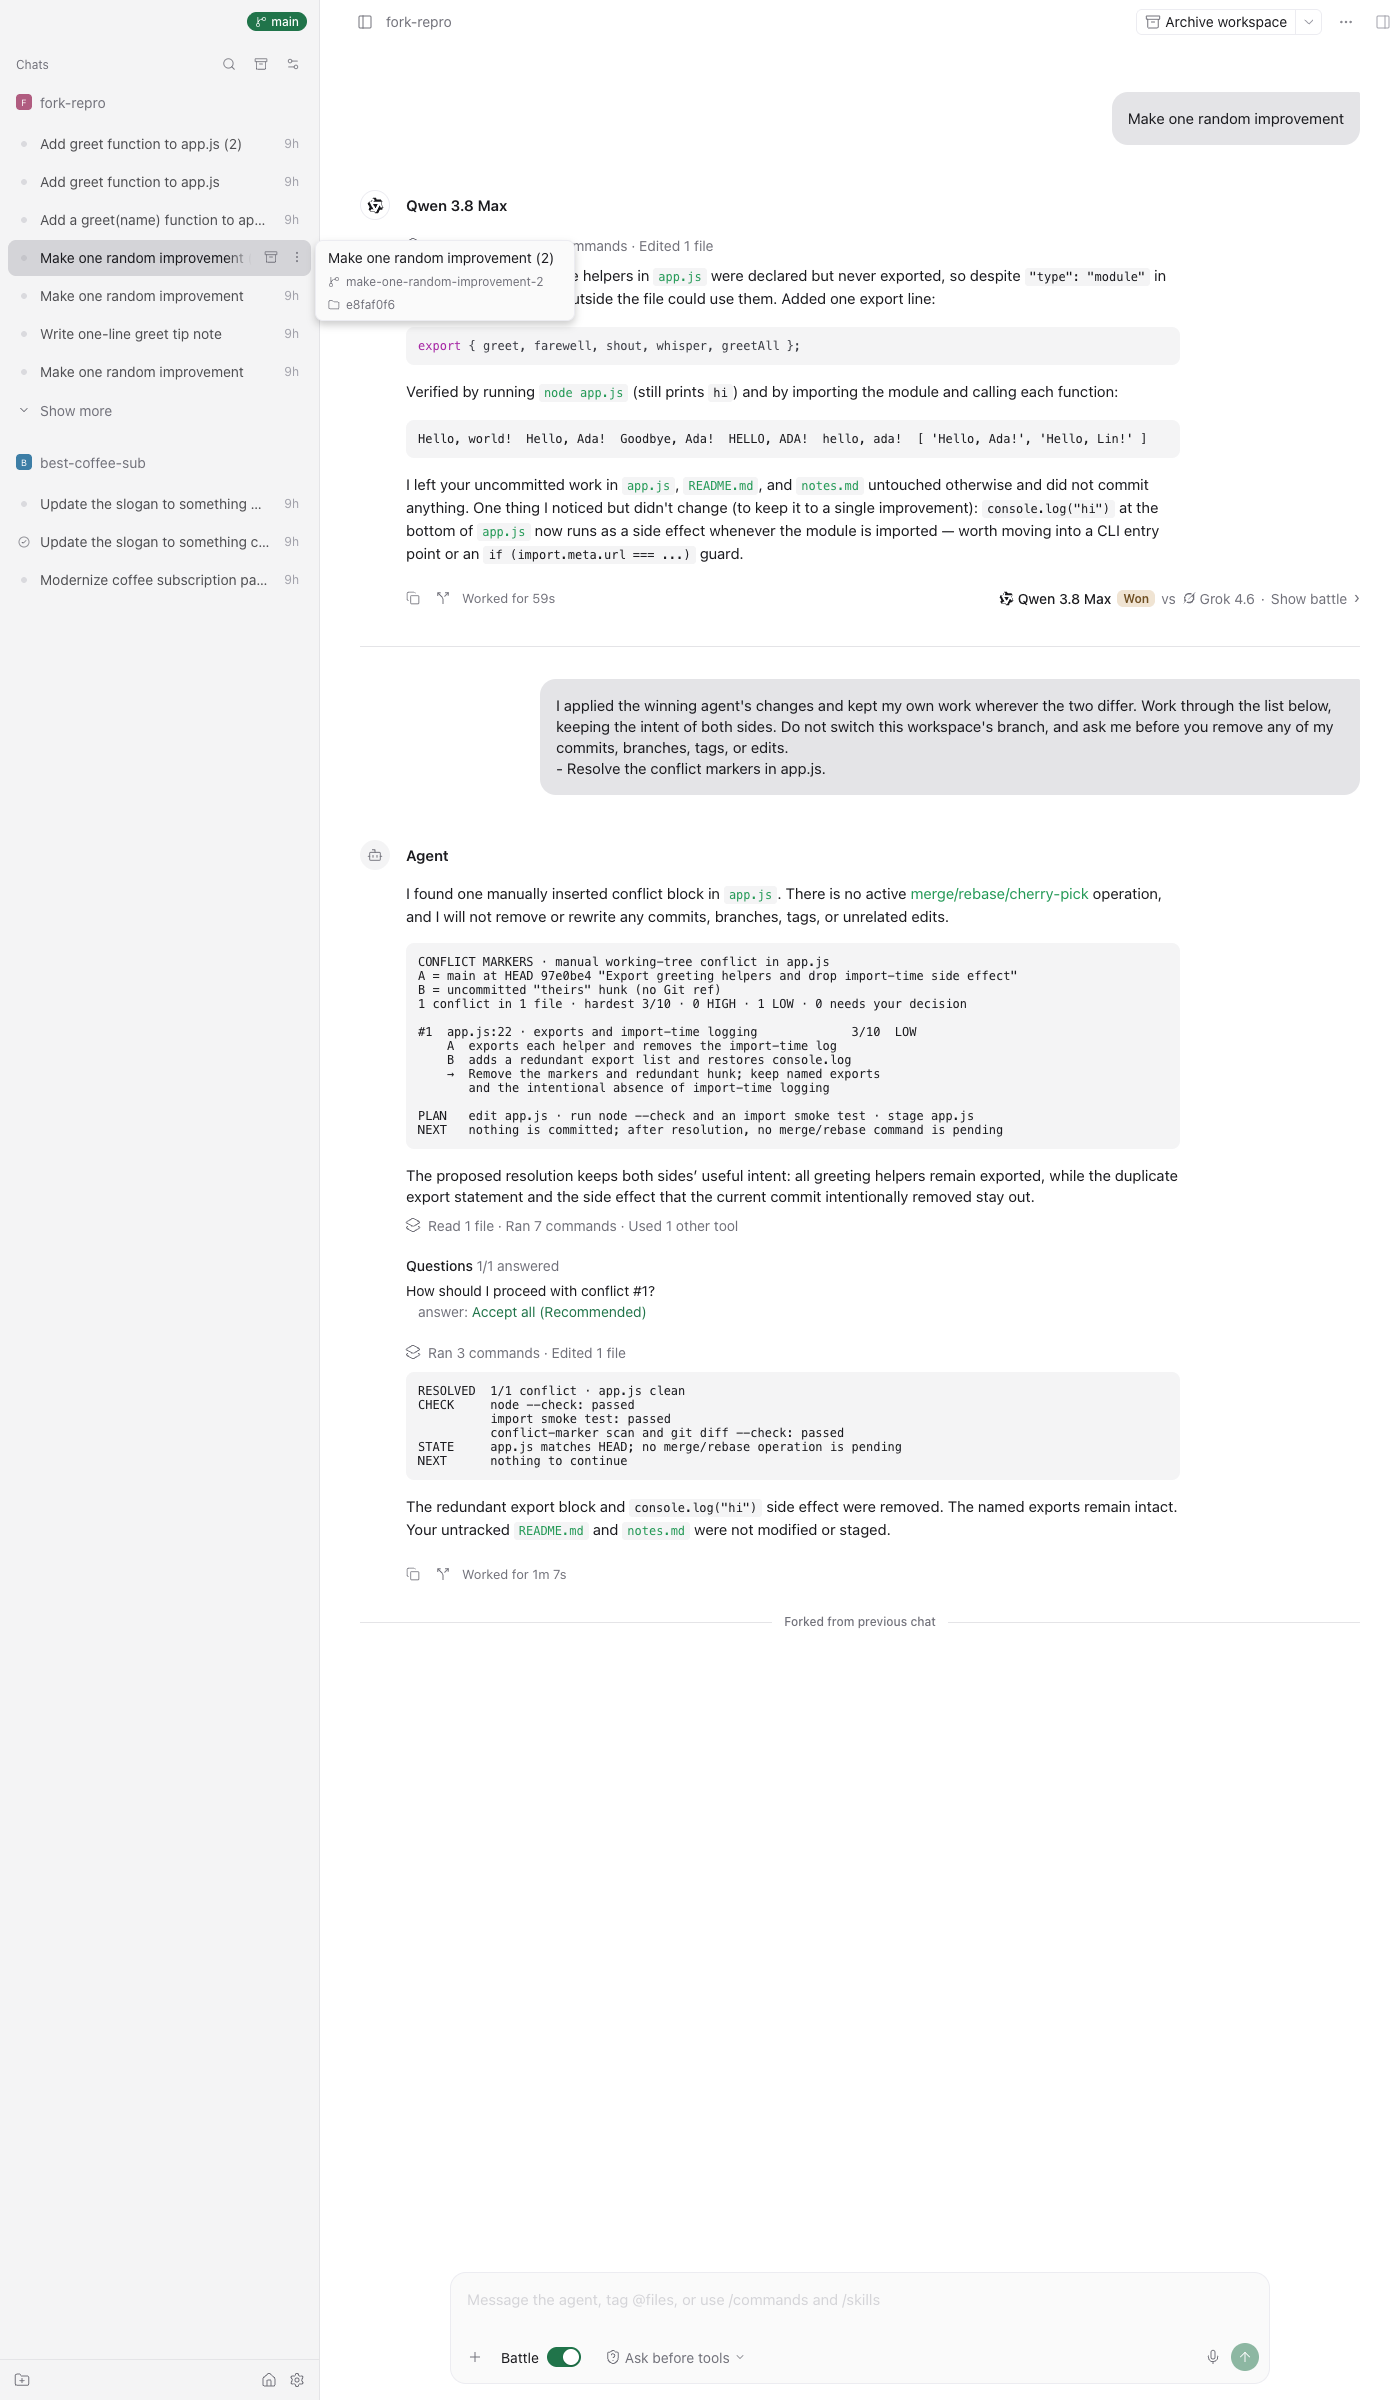 main
Chats
F fork-repro
Add greet function to app.js (2) 9h
Add greet function to app.js 9h
Add a greet(name) function to ap... 9h
Make one random improvement
Make one random improvement 9h
Write one-line greet tip note 9h
Make one random improvement 9h
Show more
B best-coffee-sub
Update the slogan to something ... 9h
Update the slogan to something c... 9h
Modernize coffee subscription pa... 9h
fork-repro
Archive workspace
Make one random improvement
Qwen 3.8 Max
Make one random improvement (2)
make-one-random-improvement-2
e8faf0f6
· Edited 1 file
helpers in app.js were declared but never exported, so despite "type": "module" in
the file could use them. Added one export line:
export { greet, farewell, shout, whisper, greetAll };
Verified by running node app.js (still prints hi ) and by importing the module and calling each function:
Hello, world!  Hello, Ada!  Goodbye, Ada!  HELLO, ADA!  hello, ada!  [ 'Hello, Ada!', 'Hello, Lin!' ]
I left your uncommitted work in app.js , README.md , and notes.md untouched otherwise and did not commit
anything. One thing I noticed but didn't change (to keep it to a single improvement): console.log("hi") at the
bottom of app.js now runs as a side effect whenever the module is imported — worth moving into a CLI entry
point or an if (import.meta.url === ...) guard.
Worked for 59s
Qwen 3.8 Max Won vs Grok 4.6 · Show battle
I applied the winning agent's changes and kept my own work wherever the two differ. Work through the list below,
keeping the intent of both sides. Do not switch this workspace's branch, and ask me before you remove any of my
commits, branches, tags, or edits.
- Resolve the conflict markers in app.js.
Agent
I found one manually inserted conflict block in app.js . There is no active merge/rebase/cherry-pick operation,
and I will not remove or rewrite any commits, branches, tags, or unrelated edits.
CONFLICT MARKERS · manual working-tree conflict in app.js
A = main at HEAD 97e0be4 "Export greeting helpers and drop import-time side effect"
B = uncommitted "theirs" hunk (no Git ref)
1 conflict in 1 file · hardest 3/10 · 0 HIGH · 1 LOW · 0 needs your decision
#1 app.js:22 · exports and import-time logging 3/10 LOW
A exports each helper and removes the import-time log
B adds a redundant export list and restores console.log
→ Remove the markers and redundant hunk; keep named exports
and the intentional absence of import-time logging
PLAN edit app.js · run node --check and an import smoke test · stage app.js
NEXT nothing is committed; after resolution, no merge/rebase command is pending
The proposed resolution keeps both sides’ useful intent: all greeting helpers remain exported, while the duplicate
export statement and the side effect that the current commit intentionally removed stay out.
Read 1 file · Ran 7 commands · Used 1 other tool
Questions 1/1 answered
How should I proceed with conflict #1?
answer: Accept all (Recommended)
Ran 3 commands · Edited 1 file
RESOLVED 1/1 conflict · app.js clean
CHECK node --check: passed
import smoke test: passed
conflict-marker scan and git diff --check: passed
STATE app.js matches HEAD; no merge/rebase operation is pending
NEXT nothing to continue
The redundant export block and console.log("hi") side effect were removed. The named exports remain intact.
Your untracked README.md and notes.md were not modified or staged.
Worked for 1m 7s
Forked from previous chat
Message the agent, tag @files, or use /commands and /skills
Battle
Ask before tools